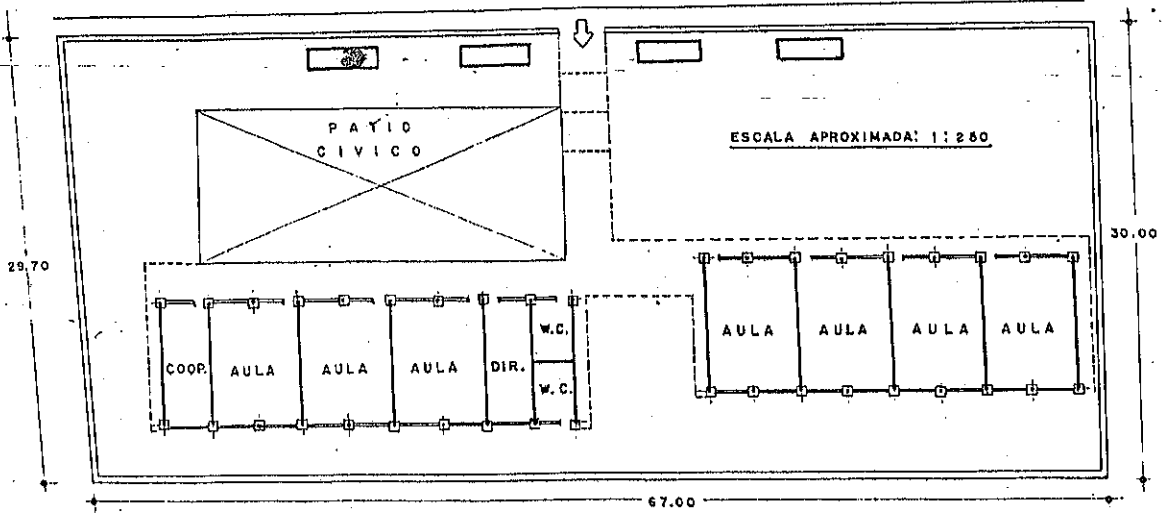 PATIO
CIVICO
ESCALA APROXIMADA: 1:280
29.70
30.00
COOP.
AULA
AULA
AULA
DIR.
W.C.
W.C.
AULA
AULA
AULA
AULA
67.00